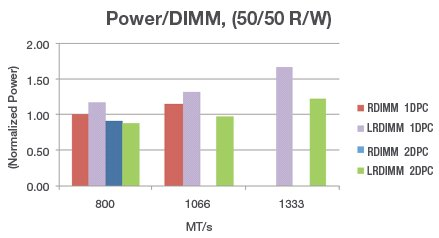 Power/DIMM, (50/50 R/W)
(Normalized Power)
2.00
1.50
1.00
0.50
0.00
800 1066 1333
MT/s
RDIMM 1DPC
LRDIMM 1DPC
RDIMM 2DPC
LRDIMM 2DPC